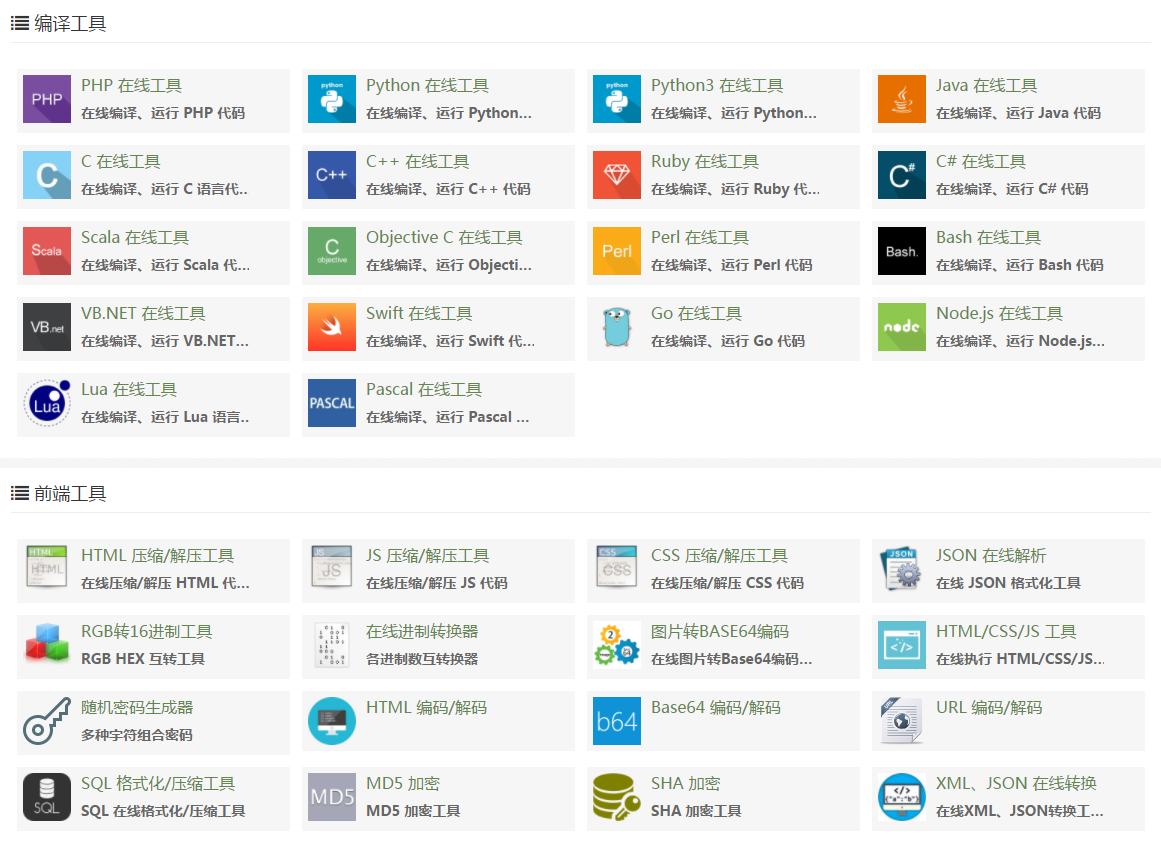 编译工具
PHP
PHP 在线工具
在线编译、运行 PHP 代码
python
Python 在线工具
在线编译、运行 Python...
python
Python3 在线工具
在线编译、运行 Python...
Java 在线工具
在线编译、运行 Java 代码
C
C 在线工具
在线编译、运行 C 语言代..
C++
C++ 在线工具
在线编译、运行 C++ 代码
Ruby 在线工具
在线编译、运行 Ruby 代...
C#
C# 在线工具
在线编译、运行 C# 代码
Scala
Scala 在线工具
在线编译、运行 Scala 代...
C
objective
Objective C 在线工具
在线编译、运行 Objecti...
Perl
Perl 在线工具
在线编译、运行 Perl 代码
Bash.
Bash 在线工具
在线编译、运行 Bash 代码
VB.net
VB.NET 在线工具
在线编译、运行 VB.NET...
Swift 在线工具
在线编译、运行 Swift 代...
Go 在线工具
在线编译、运行 Go 代码
node
Node.js 在线工具
在线编译、运行 Node.js...
Lua
Lua 在线工具
在线编译、运行 Lua 语言..
PASCAL
Pascal 在线工具
在线编译、运行 Pascal ...
前端工具
HTML
HTML
HTML 压缩/解压工具
在线压缩/解压 HTML 代...
JS
JS
JS 压缩/解压工具
在线压缩/解压 JS 代码
CSS
CSS
CSS 压缩/解压工具
在线压缩/解压 CSS 代码
JSON
JSON 在线解析
在线 JSON 格式化工具
RGB转16进制工具
RGB HEX 互转工具
在线进制转换器
各进制数互转换器
2
64
图片转BASE64编码
在线图片转Base64编码...
</>
HTML/CSS/JS 工具
在线执行 HTML/CSS/JS...
随机密码生成器
多种字符组合密码
HTML 编码/解码
b64
Base64 编码/解码
URL
URL 编码/解码
SQL
SQL 格式化/压缩工具
SQL 在线格式化/压缩工具
MD5
MD5 加密
MD5 加密工具
SHA 加密
SHA 加密工具
</>
{"a":"b"}
XML、JSON 在线转换
在线XML、JSON转换工...